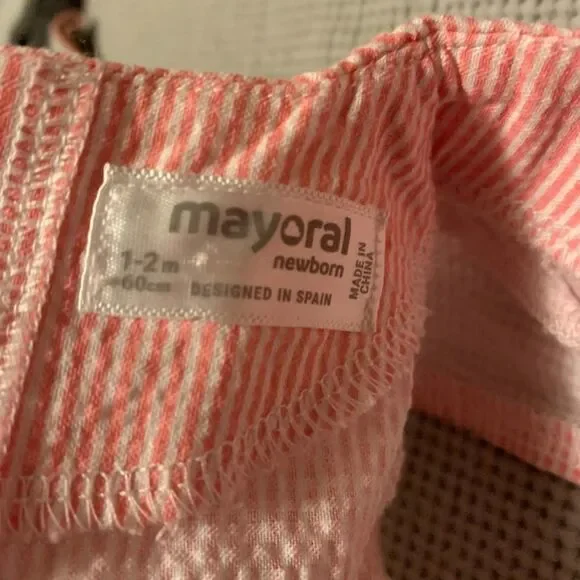 mayoral
newborn
1-2 m
60cm
DESIGNED IN SPAIN
MADE IN
CHINA